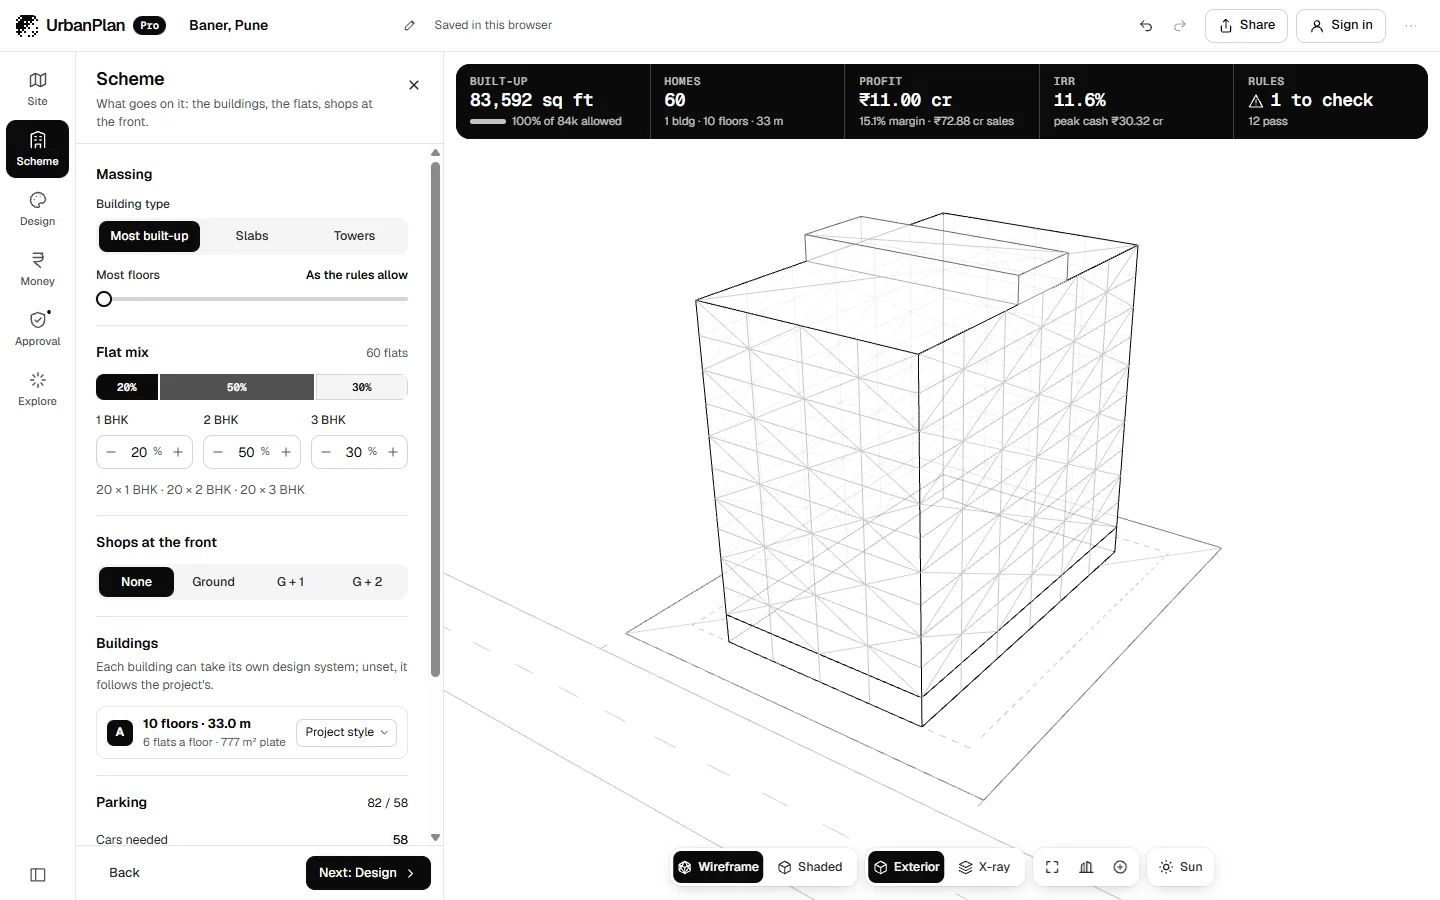 UrbanPlan Pro Baner, Pune Saved in this browser Share Sign in
Site
Scheme
Design
Money
Approval
Explore
Scheme
What goes on it: the buildings, the flats, shops at
the front.
Massing
Building type
Most built-up Slabs Towers
Most floors As the rules allow
Flat mix 60 flats
20% 50% 30%
1 BHK 2 BHK 3 BHK
− 20 % + − 50 % + − 30 % +
20 × 1 BHK · 20 × 2 BHK · 20 × 3 BHK
Shops at the front
None Ground G + 1 G + 2
Buildings
Each building can take its own design system; unset, it
follows the project's.
A 10 floors · 33.0 m
6 flats a floor · 777 m² plate
Project style
Parking 82 / 58
Cars needed 58
Back Next: Design
BUILT-UP
83,592 sq ft
100% of 84k allowed
HOMES
60
1 bldg · 10 floors · 33 m
PROFIT
₹11.00 cr
15.1% margin · ₹72.88 cr sales
IRR
11.6%
peak cash ₹30.32 cr
RULES
1 to check
12 pass
Wireframe Shaded Exterior X-ray Sun